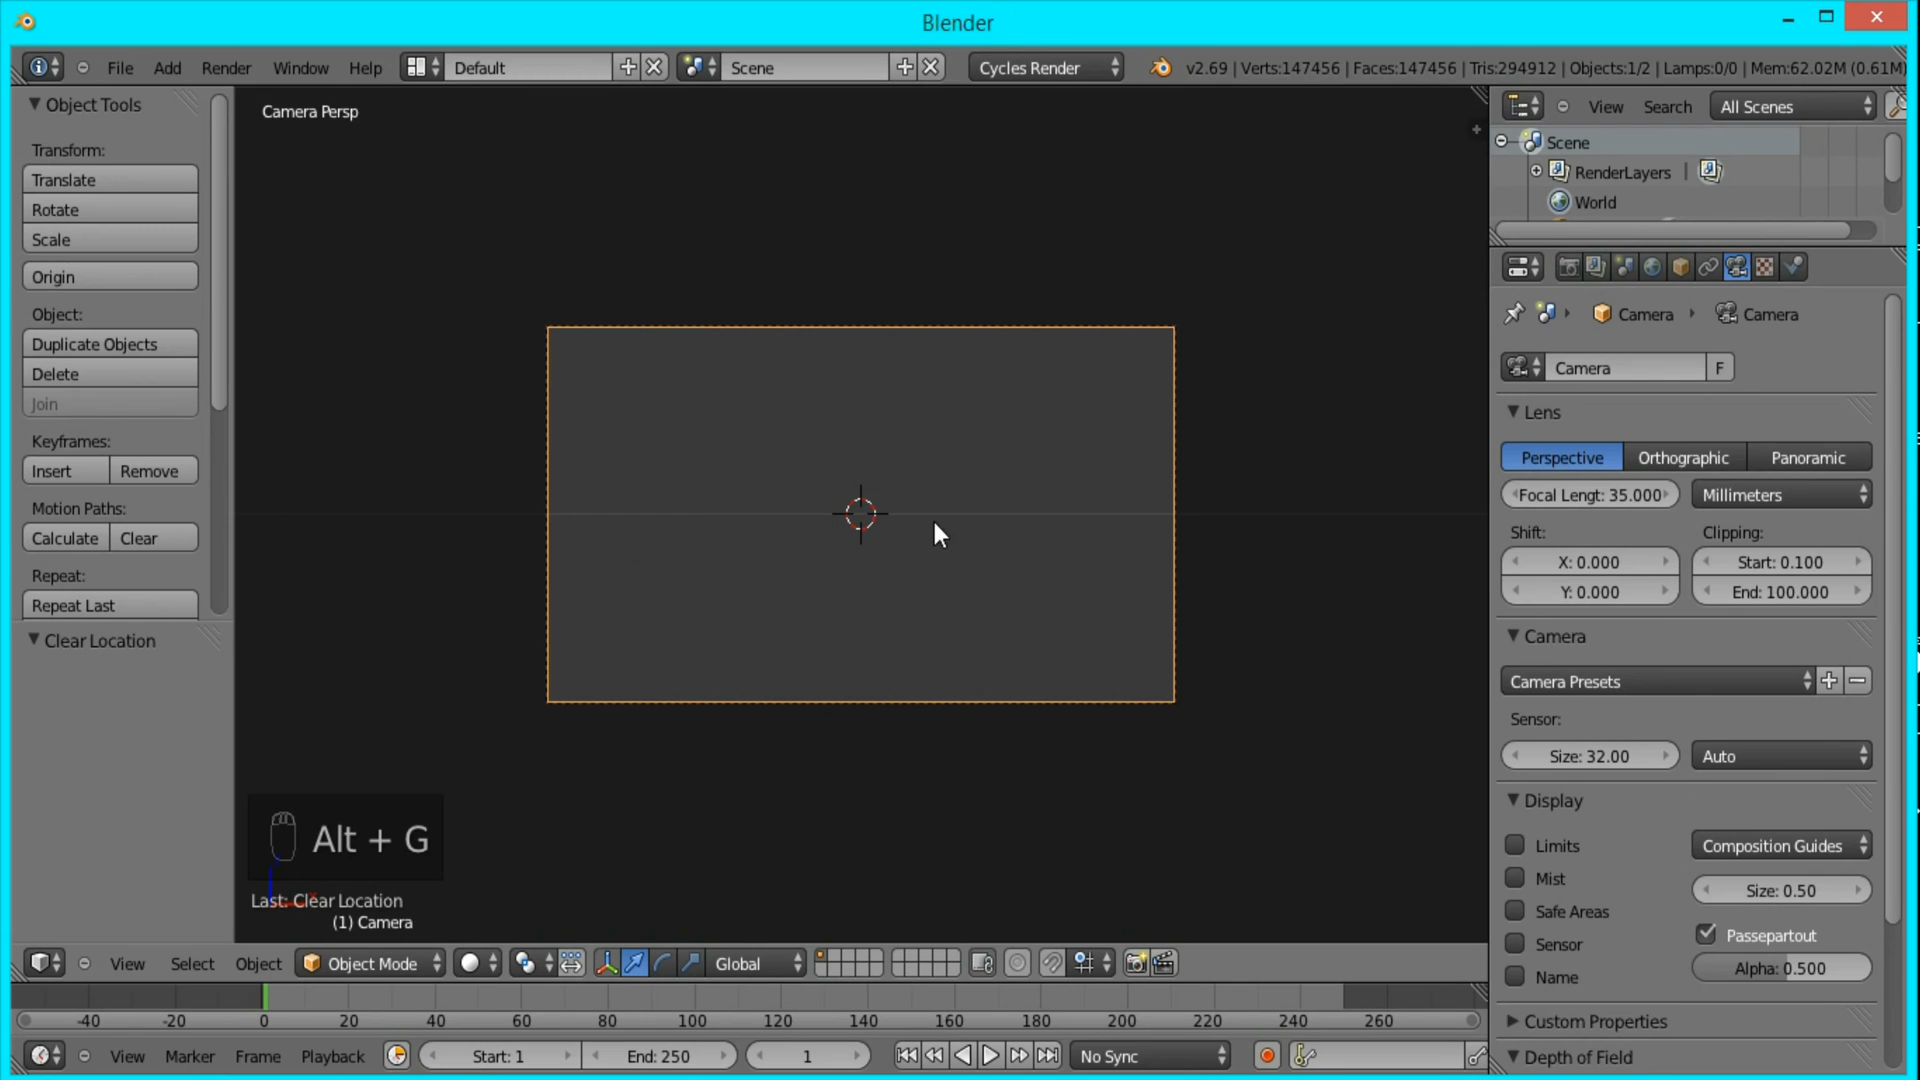 Blender
File Add Render Window Help Default Scene Cycles Render v2.69 | Verts:147456 | Faces:147456 | Tris:294912 | Objects:1/2 | Lamps:0/0 | Mem:62.02M (0.61M)
Object Tools
Transform:
Translate
Rotate
Scale
Origin
Object:
Duplicate Objects
Delete
Join
Keyframes:
Insert Remove
Motion Paths:
Calculate Clear
Repeat:
Repeat Last
Clear Location
Camera Persp
Alt + G
Last: Clear Location
(1) Camera
View Select Object Object Mode Global
-40 -20 0 20 40 60 80 100 120 140 160 180 200 210 220 240 260
View Marker Frame Playback Start: 1 End: 250 1 No Sync
View Search All Scenes
Scene
RenderLayers |
World
Camera Camera
Camera F
Lens
Perspective Orthographic Panoramic
Focal Lengt: 35.000 Millimeters
Shift: Clipping:
X: 0.000 Start: 0.100
Y: 0.000 End: 100.000
Camera
Camera Presets
Sensor:
Size: 32.00 Auto
Display
Limits Composition Guides
Mist Size: 0.50
Safe Areas
Sensor Passepartout
Name Alpha: 0.500
Custom Properties
Depth of Field